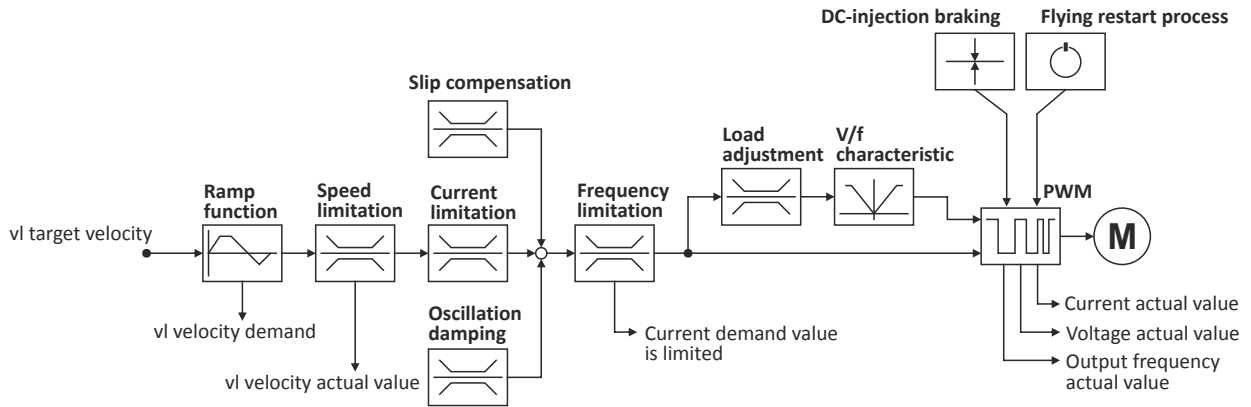 DC-injection braking
Flying restart process
Slip compensation
Load
adjustment
V/f
characteristic
Ramp
function
Speed
limitation
Current
limitation
Frequency
limitation
PWM
vl target velocity
M
Oscillation
damping
vl velocity demand
vl velocity actual value
Current demand value
is limited
Current actual value
Voltage actual value
Output frequency
actual value